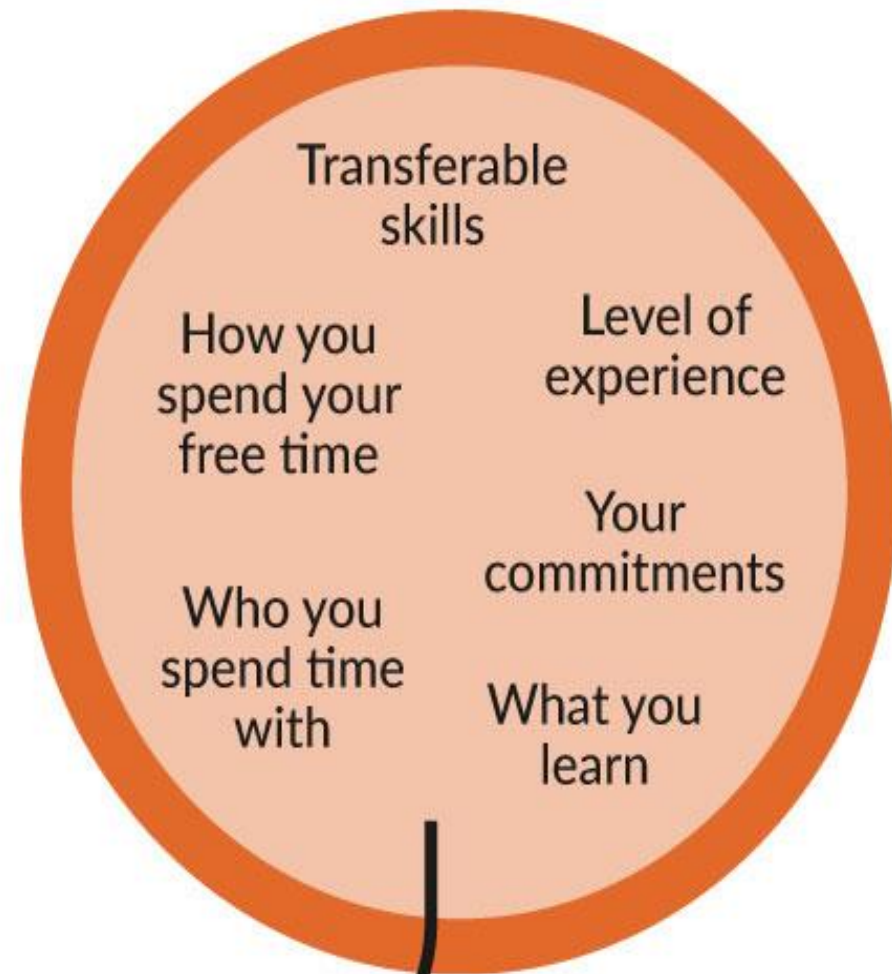 Transferable
skills
How you
spend your
free time
Level of
experience
Your
commitments
Who you
spend time
with
What you
learn